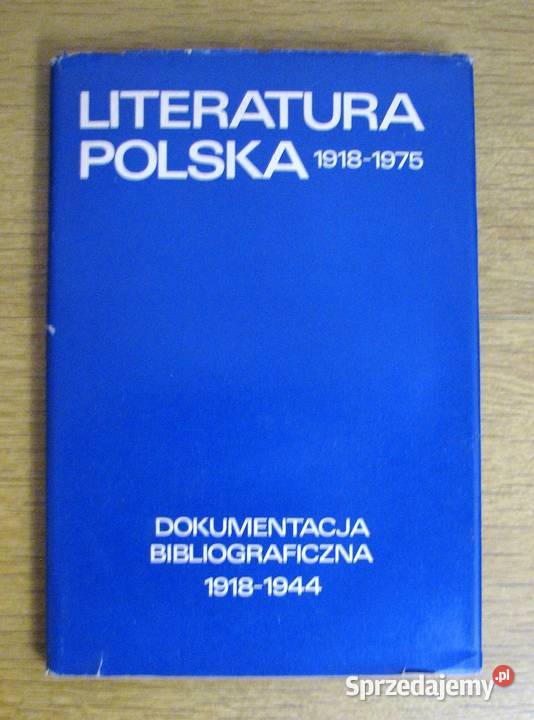 LITERATURA
POLSKA 1918-1975
DOKUMENTACJA
BIBLIOGRAFICZNA
1918-1944
Sprzedajemy.pl